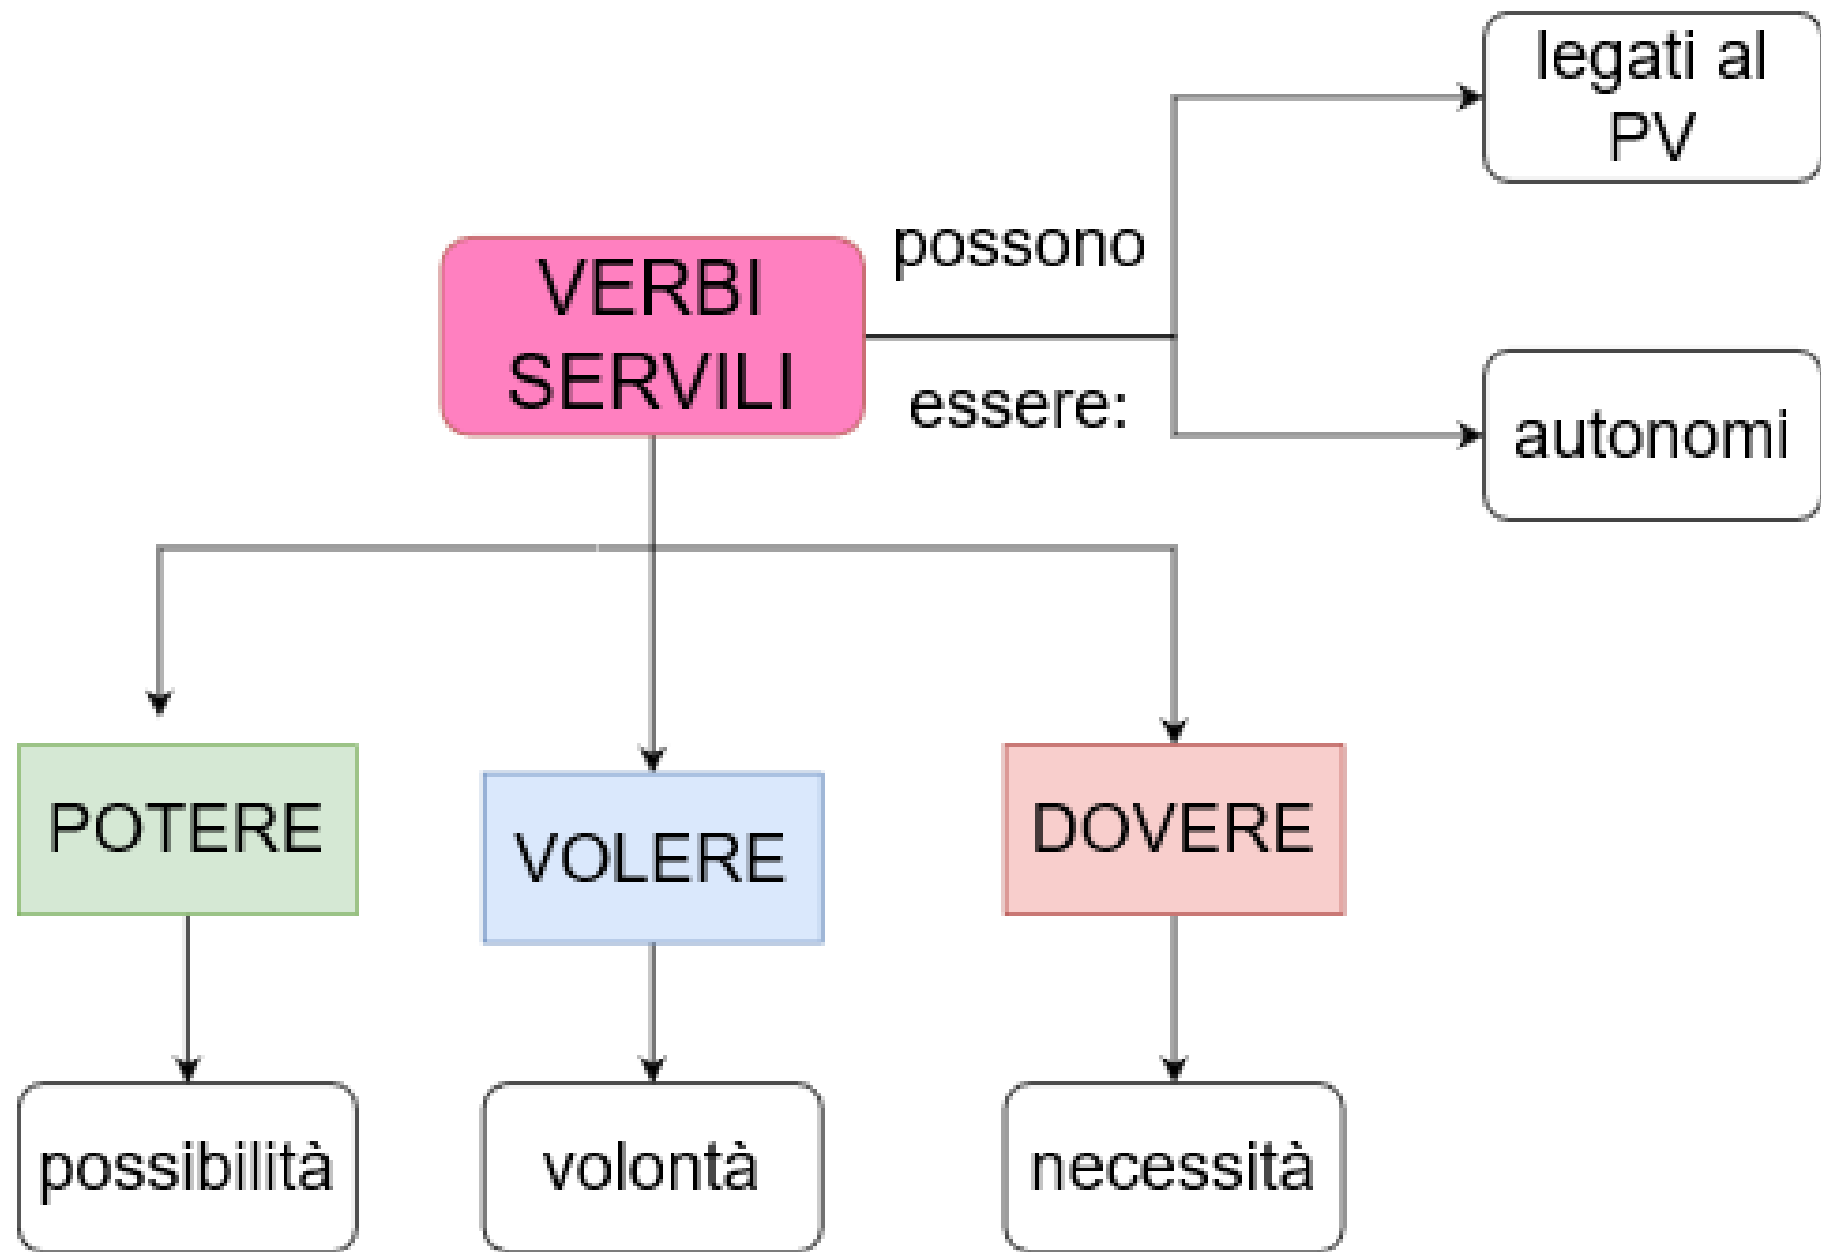 legati al
PV
possono
VERBI
SERVILI
essere:
autonomi
POTERE
VOLERE
DOVERE
possibilità
volontà
necessità